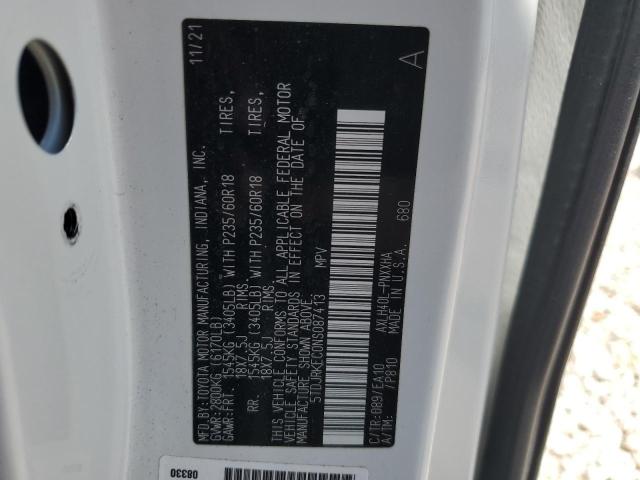 MFD.BY:TOYOTA MOTOR MANUFACTURING, INDIANA, INC. 11/21
GVWR:2800KG (6170LB)
GAWR:FRT. 1545KG (3405LB) WITH P235/60R18 TIRES,
18X7.5J RIMS
RR. 1545KG (3405LB) WITH P235/60R18 TIRES,
18X7.5J RIMS
THIS VEHICLE CONFORMS TO ALL APPLICABLE FEDERAL MOTOR
VEHICLE SAFETY STANDARDS IN EFFECT ON THE DATE OF
MANUFACTURE SHOWN ABOVE.
5TDJRKEC0NS087413 MPV
A
C/TR:089/EA10 AXLH40L-PNXXHA 680
A/TM: /P810 MADE IN U.S.A.
08330